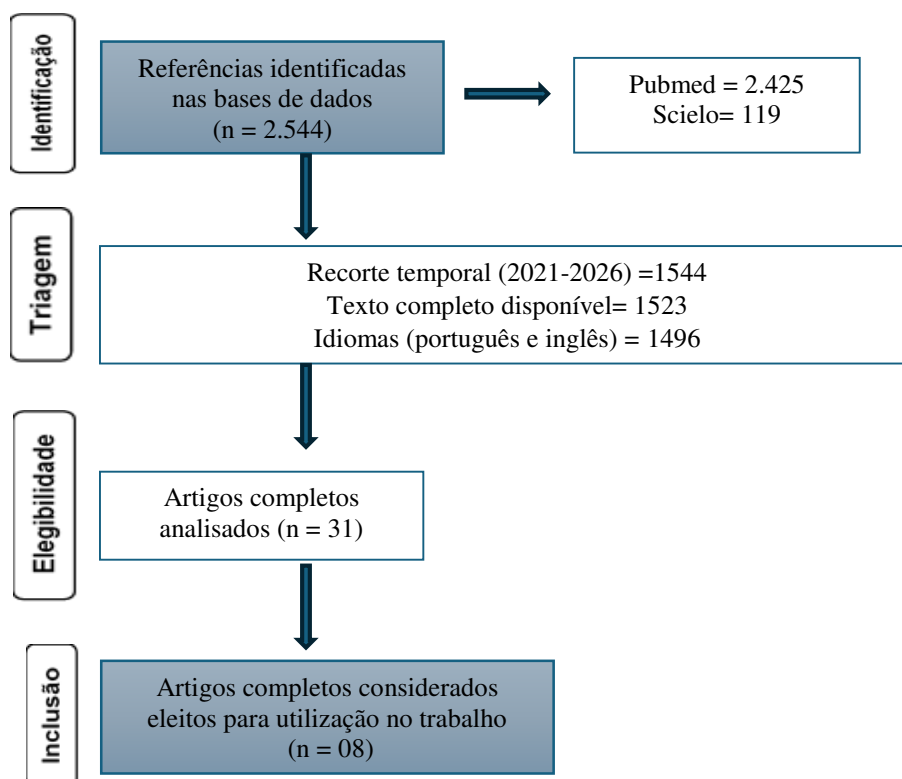 Identificação
Referências identificadas
nas bases de dados
(n = 2.544)
Pubmed = 2.425
Scielo= 119
Triagem
Recorte temporal (2021-2026) =1544
Texto completo disponível= 1523
Idiomas (português e inglês) = 1496
Elegibilidade
Artigos completos
analisados (n = 31)
Inclusão
Artigos completos considerados
eleitos para utilização no trabalho
(n = 08)